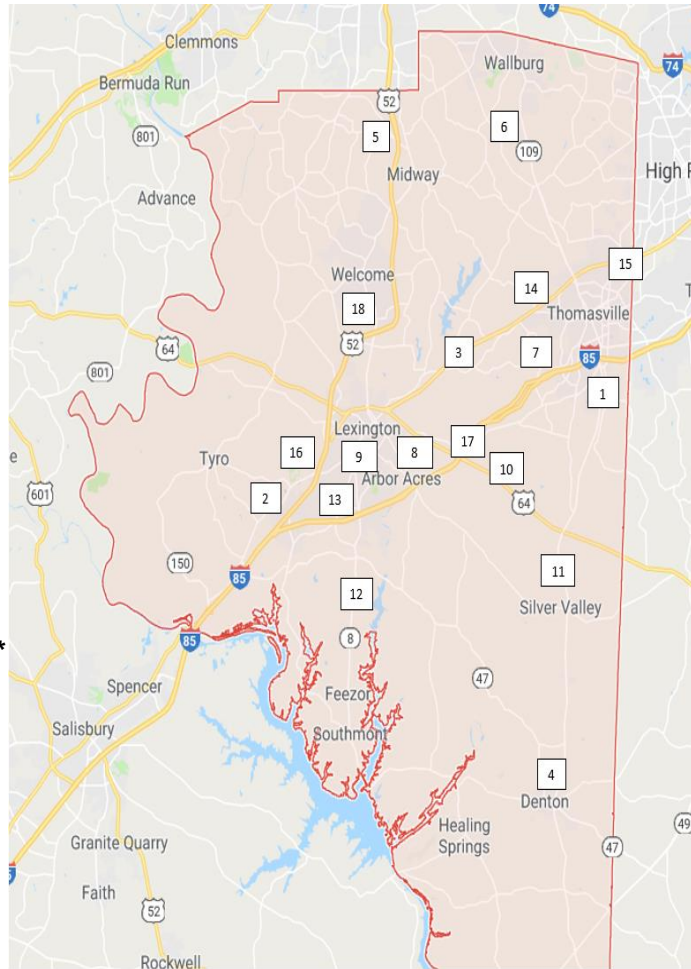 74
Clemmons
Wallburg
74
Bermuda Run
52
6
5
801
109
Midway
High
Advance
15
Welcome
14
18
Thomasville
52
64
3
7
85
801
1
Lexington
17
16
Tyro
9
8
10
Arbor Acres
601
2
13
64
150
11
85
12
Silver Valley
85
8
*
47
Spencer
Feezor
Salisbury
Southmont
4
Denton
49
Healing
Springs
Granite Quarry
47
Faith
52
Rockwell